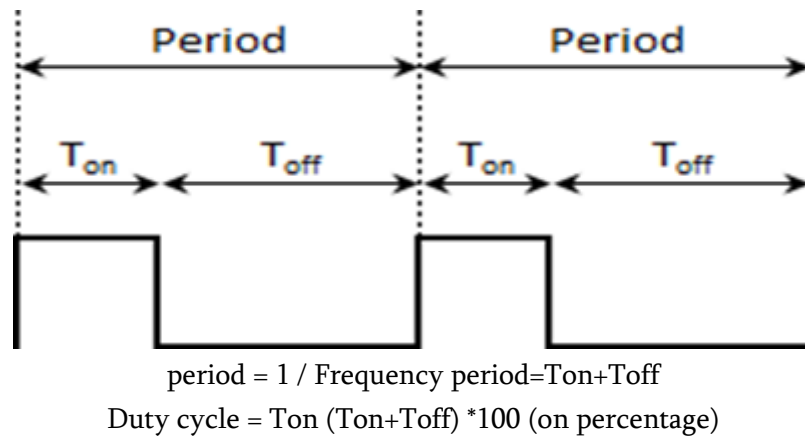 Period Period
Ton Toff Ton Toff
period = 1 / Frequency period=Ton+Toff
Duty cycle = Ton (Ton+Toff) *100 (on percentage)